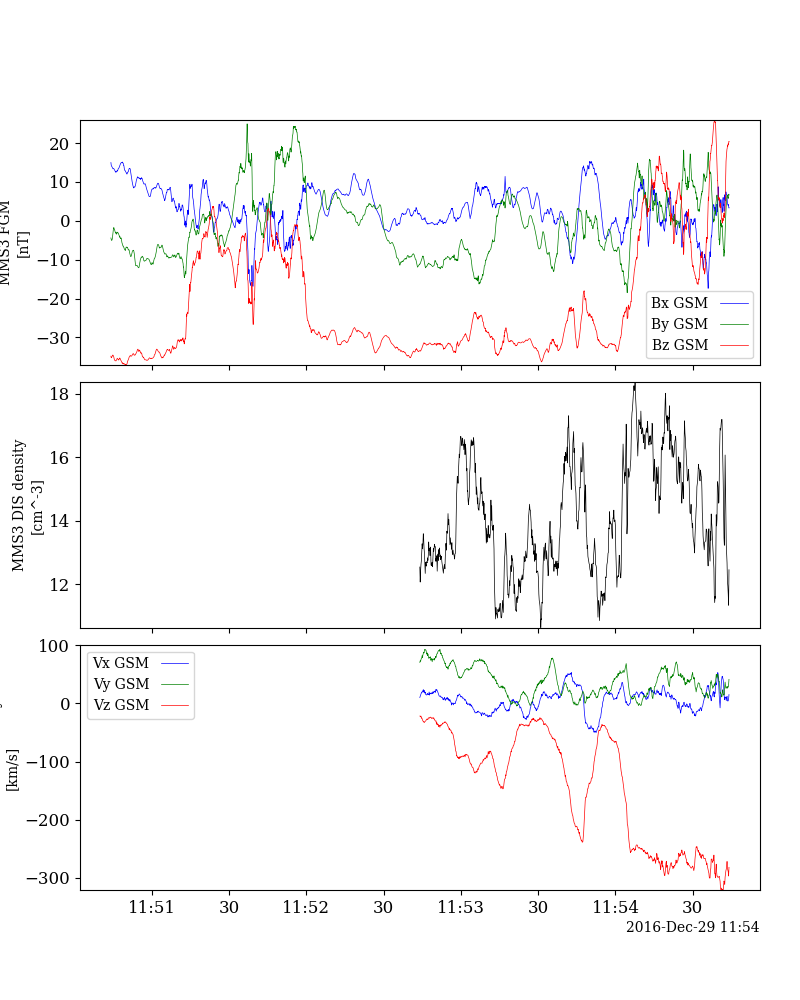 20
10
0
−10
−20
−30
MMS3 FGM
[nT]
Bx GSM
By GSM
Bz GSM
18
16
14
12
MMS3 DIS density
[cm^-3]
100
0
−100
−200
−300
[km/s]
Vx GSM
Vy GSM
Vz GSM
11:51 30 11:52 30 11:53 30 11:54 30
2016-Dec-29 11:54